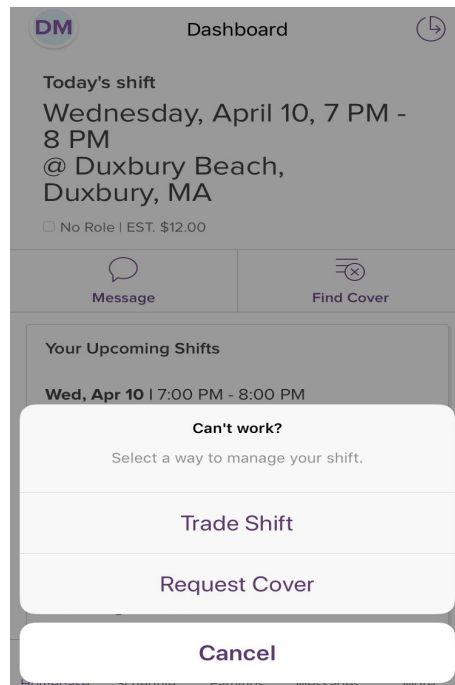 DM
Dashboard
Today's shift
Wednesday, April 10, 7 PM -
8 PM
@ Duxbury Beach,
Duxbury, MA
No Role | EST. $12.00
Message
Find Cover
Your Upcoming Shifts
Wed, Apr 10 | 7:00 PM - 8:00 PM
Can't work?
Select a way to manage your shift.
Trade Shift
Request Cover
Cancel